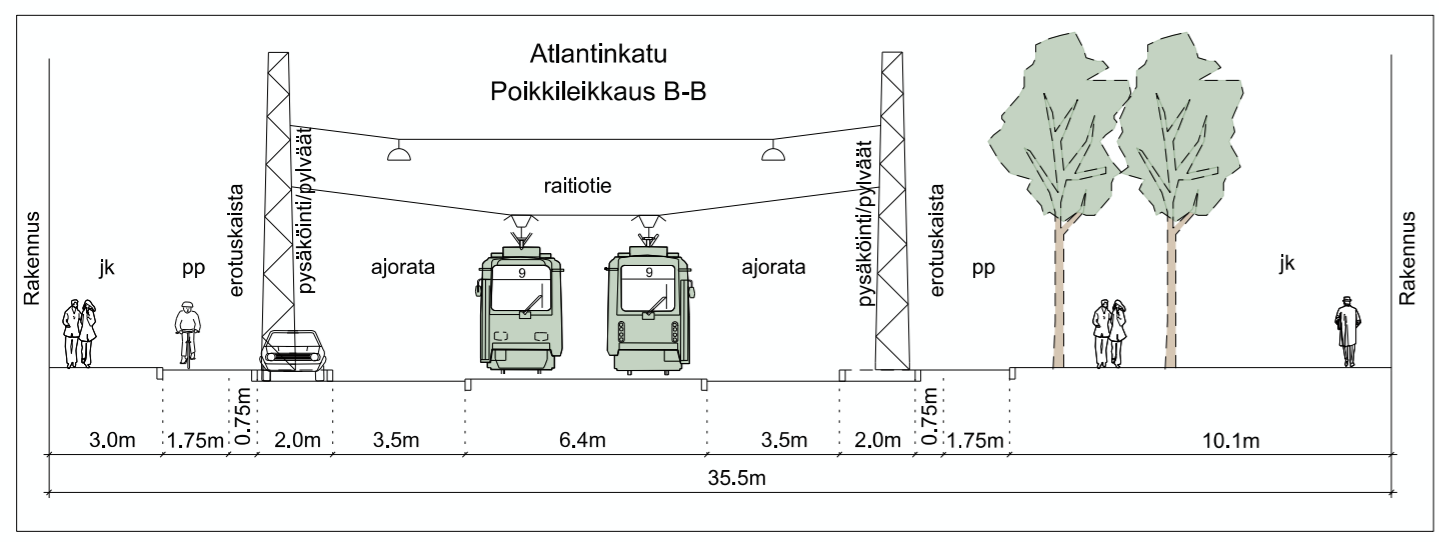 Atlantinkatu
Poikkileikkaus B-B
Rakennus
jk
pp
erotuskaista
pysäköinti/pylväät
ajorata
raitiotie
9
9
ajorata
pysäköinti/pylväät
erotuskaista
pp
jk
Rakennus
3.0m
1.75m
0.75m
2.0m
3.5m
6.4m
3.5m
2.0m
0.75m
1.75m
10.1m
35.5m